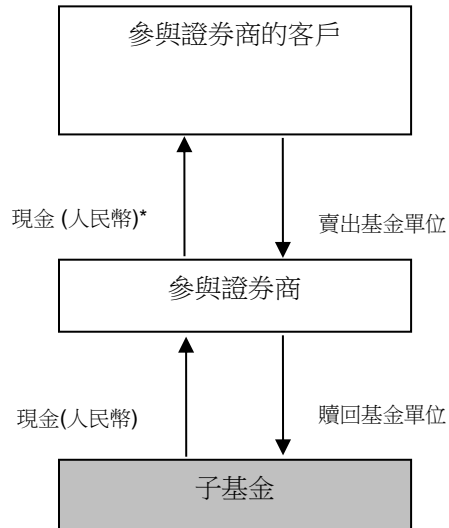 參與證券商的客戶
現金 (人民幣)*
賣出基金單位
參與證券商
現金(人民幣)
贖回基金單位
子基金